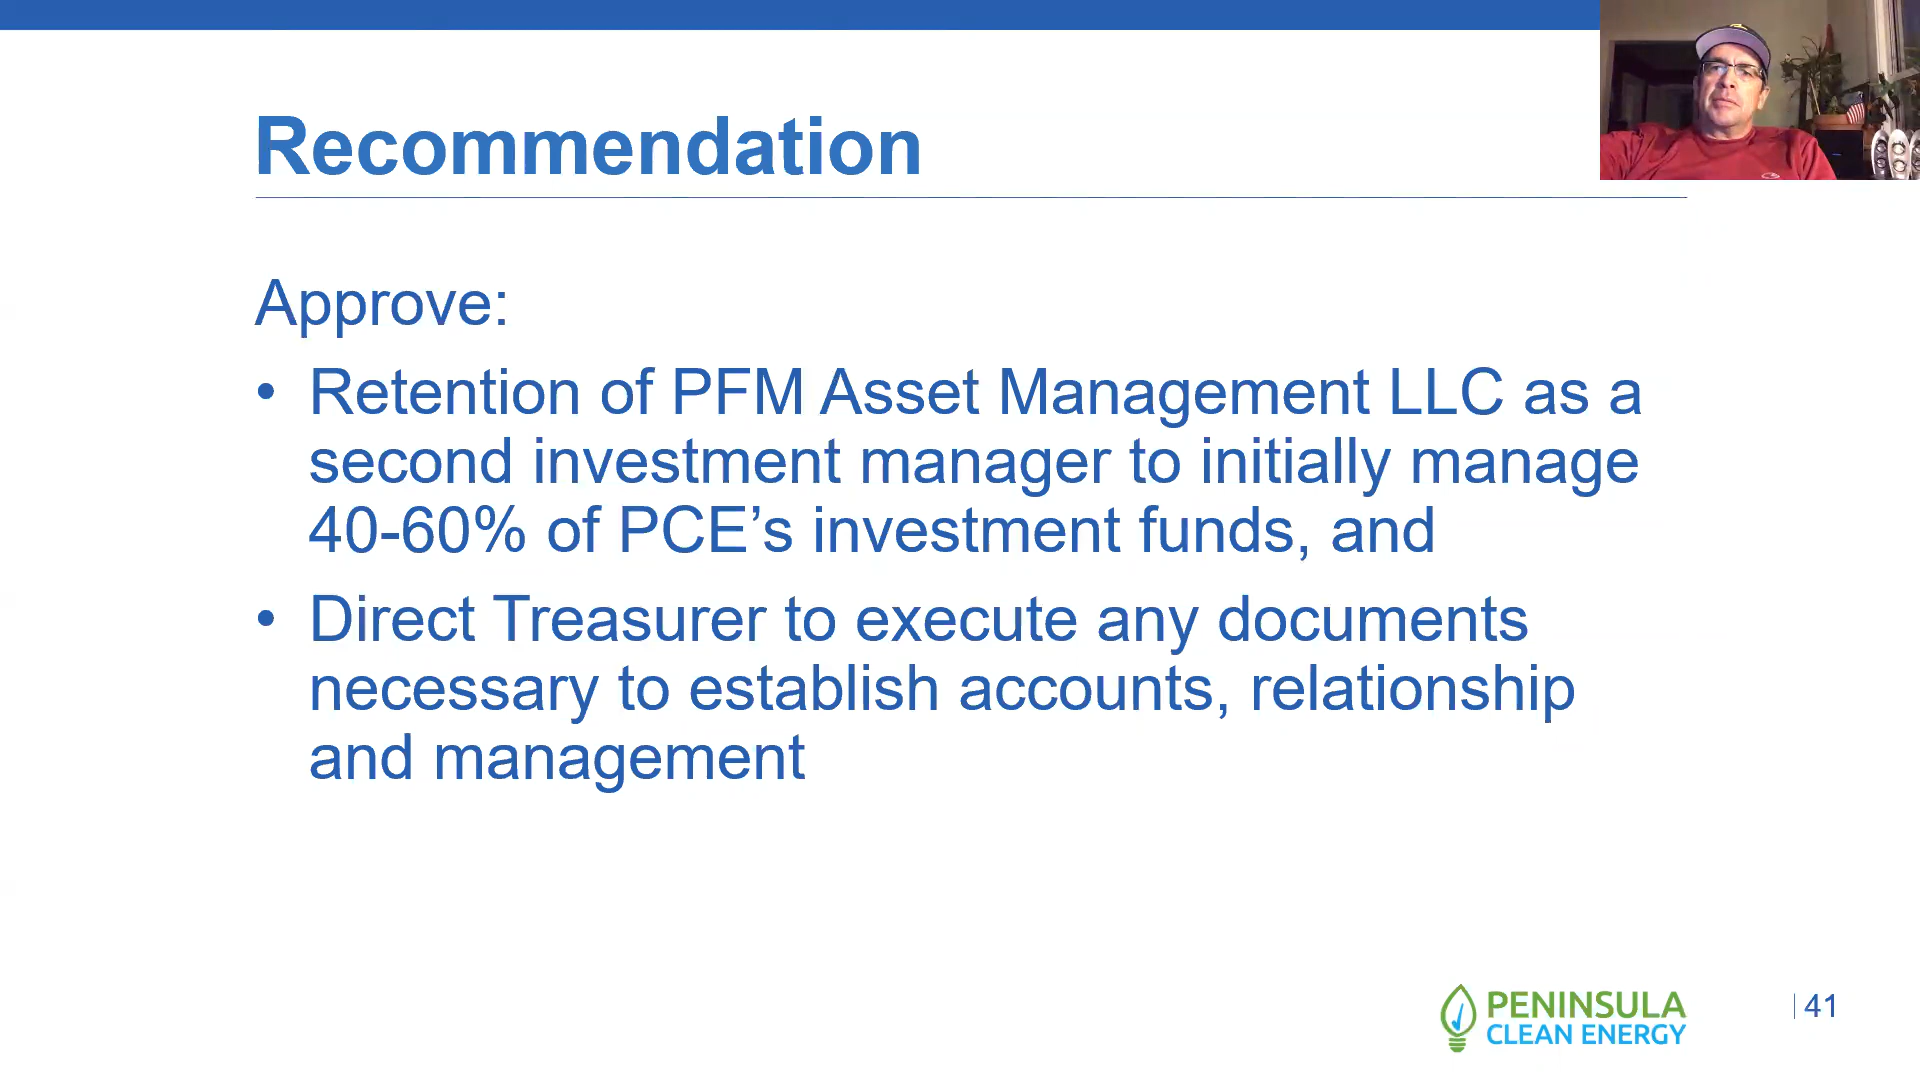 Recommendation
Approve:
• Retention of PFM Asset Management LLC as a
second investment manager to initially manage
40-60% of PCE’s investment funds, and
• Direct Treasurer to execute any documents
necessary to establish accounts, relationship
and management
PENINSULA
CLEAN ENERGY
41